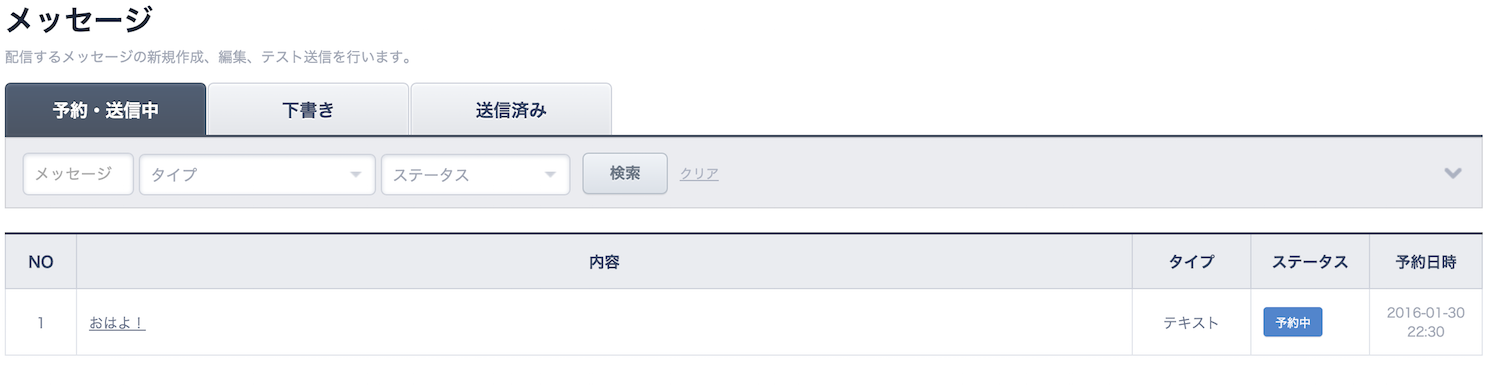 メッセージ
配信するメッセージの新規作成、編集、テスト送信を行います。
予約・送信中 下書き 送信済み
メッセージ タイプ ステータス 検索 クリア
NO 内容 タイプ ステータス 予約日時
1 おはよ！ テキスト 予約中 2016-01-30
22:30